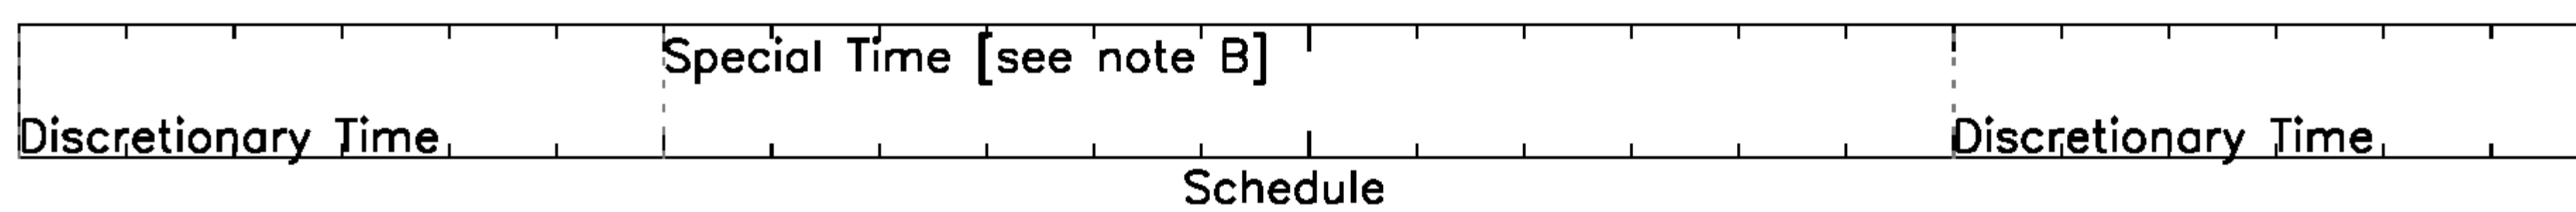 Special Time [see note B]
Discretionary Time
Discretionary Time
Schedule